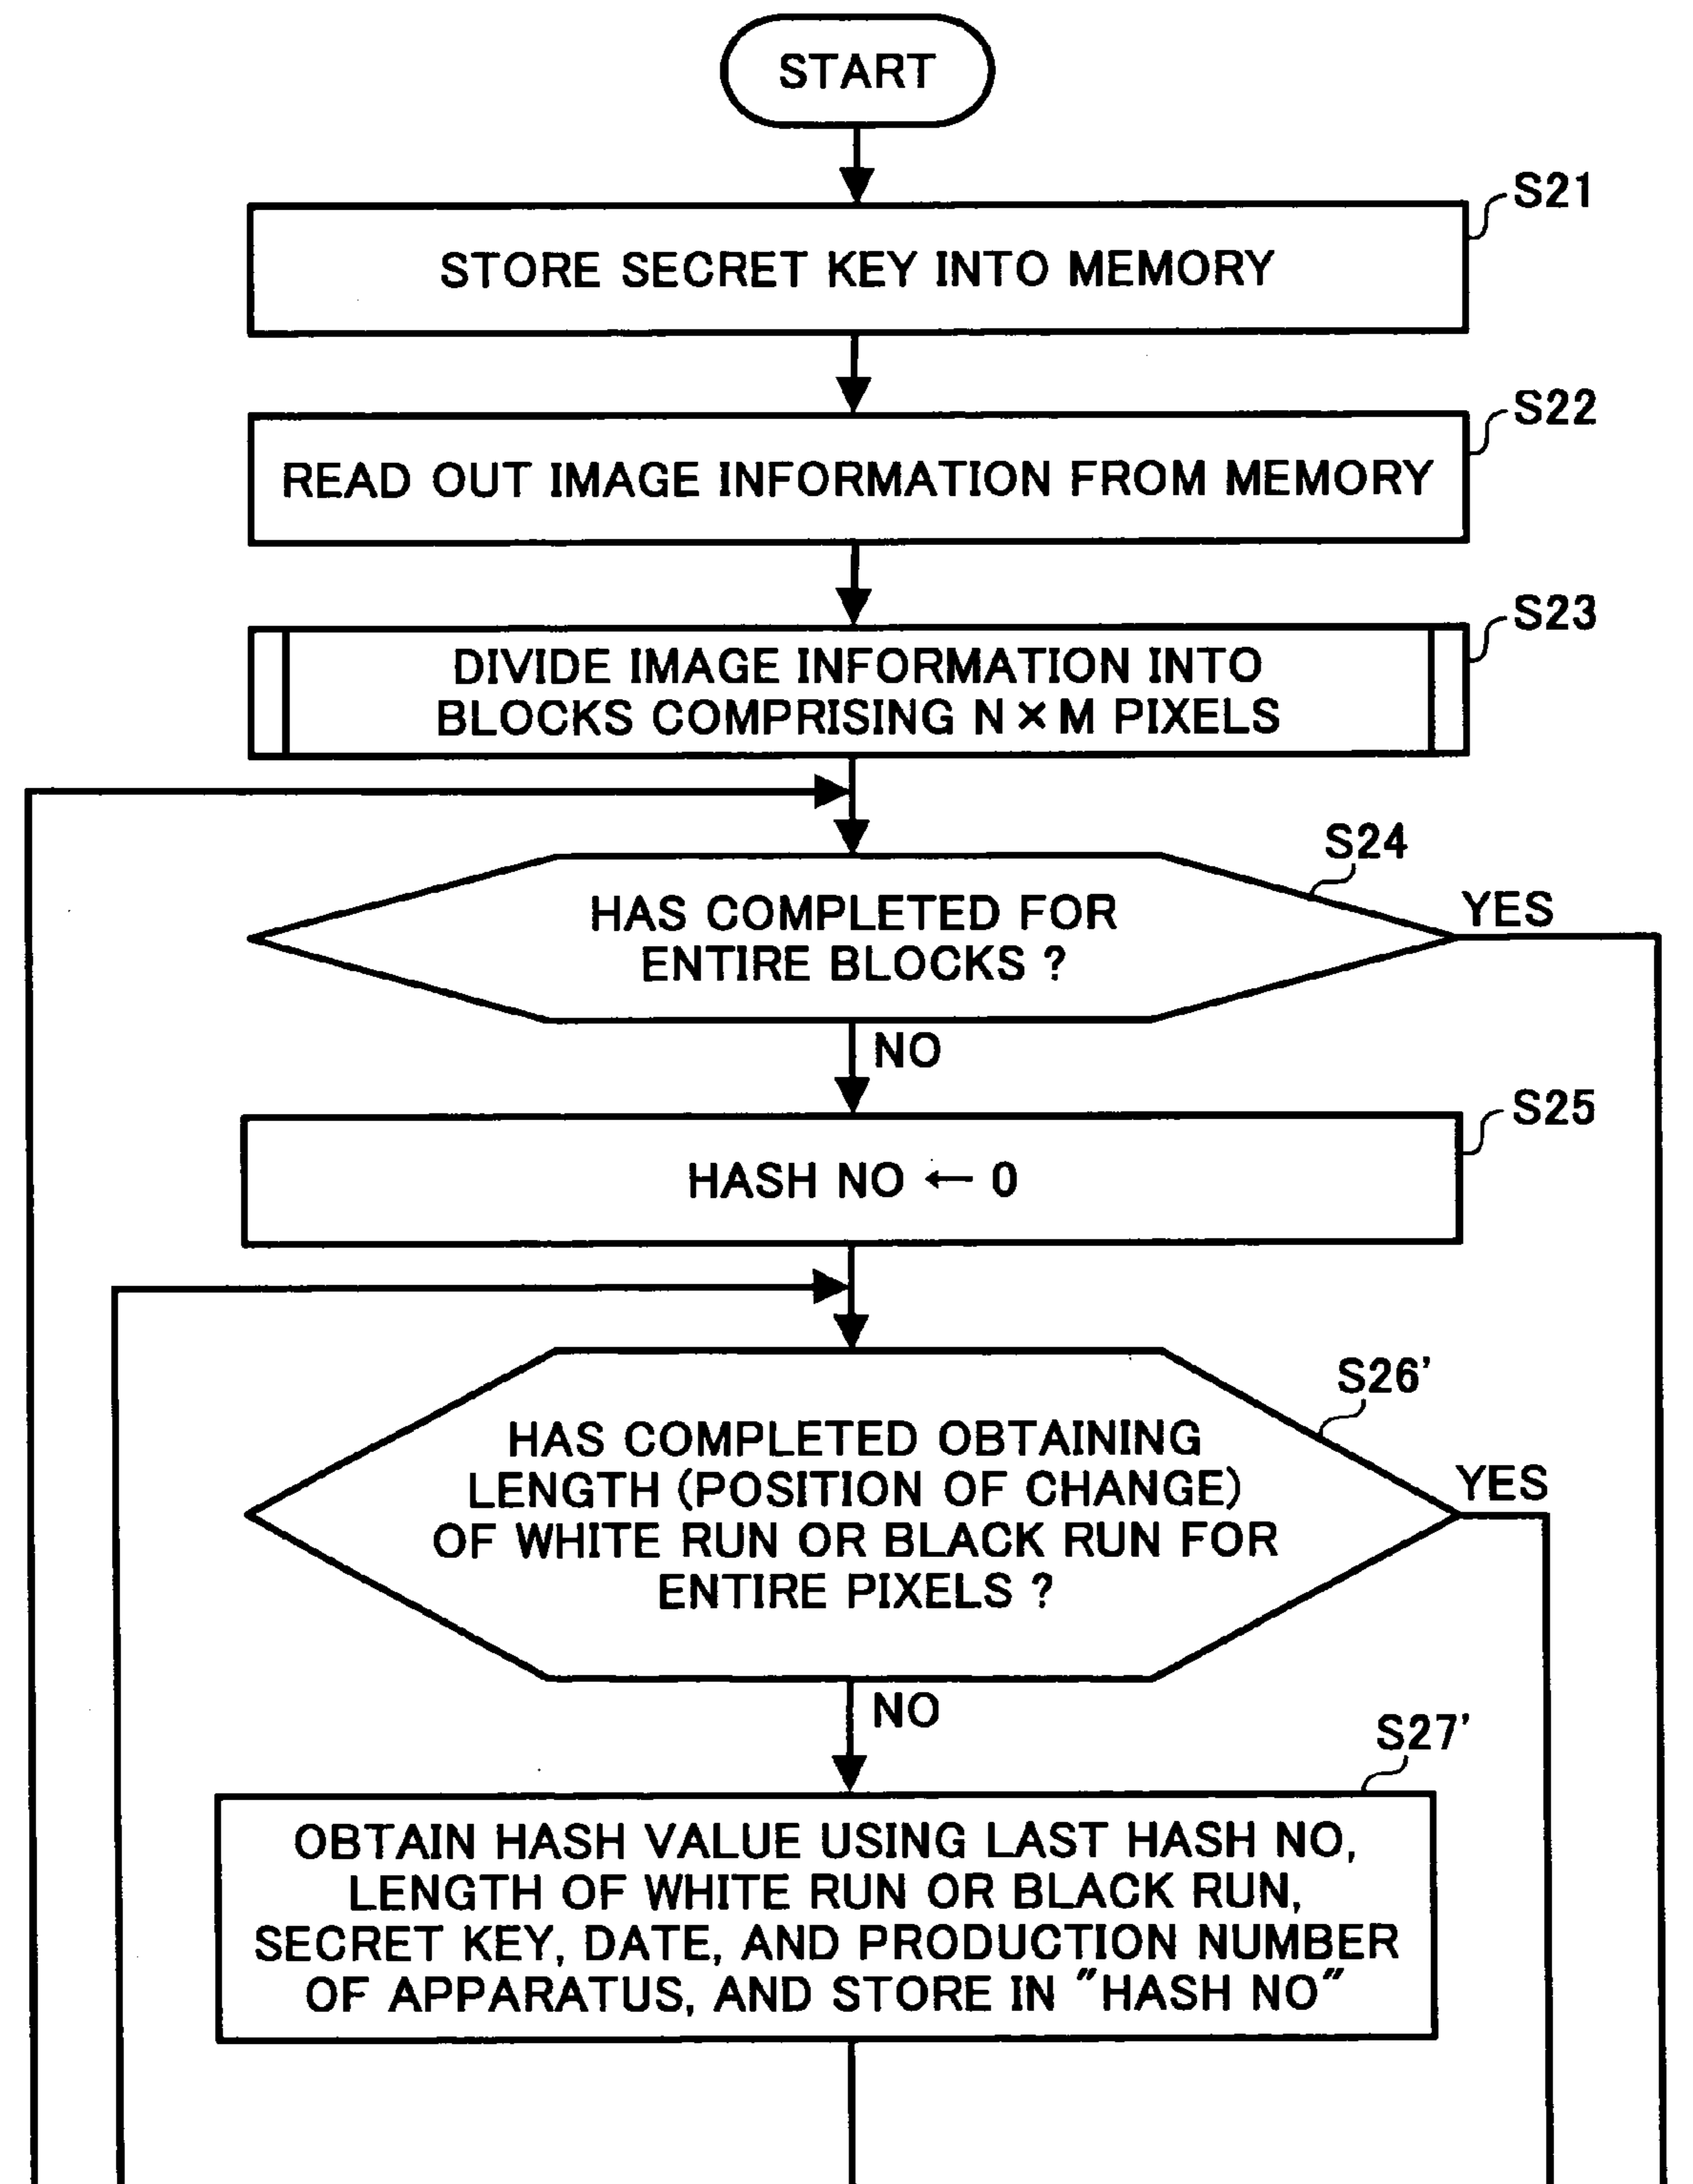 START
S21
STORE SECRET KEY INTO MEMORY
S22
READ OUT IMAGE INFORMATION FROM MEMORY
S23
DIVIDE IMAGE INFORMATION INTO
BLOCKS COMPRISING N × M PIXELS
S24
HAS COMPLETED FOR
ENTIRE BLOCKS ?
YES
NO
S25
HASH NO ← 0
S26'
HAS COMPLETED OBTAINING
LENGTH (POSITION OF CHANGE)
OF WHITE RUN OR BLACK RUN FOR
ENTIRE PIXELS ?
YES
NO
S27'
OBTAIN HASH VALUE USING LAST HASH NO,
LENGTH OF WHITE RUN OR BLACK RUN,
SECRET KEY, DATE, AND PRODUCTION NUMBER
OF APPARATUS, AND STORE IN "HASH NO"